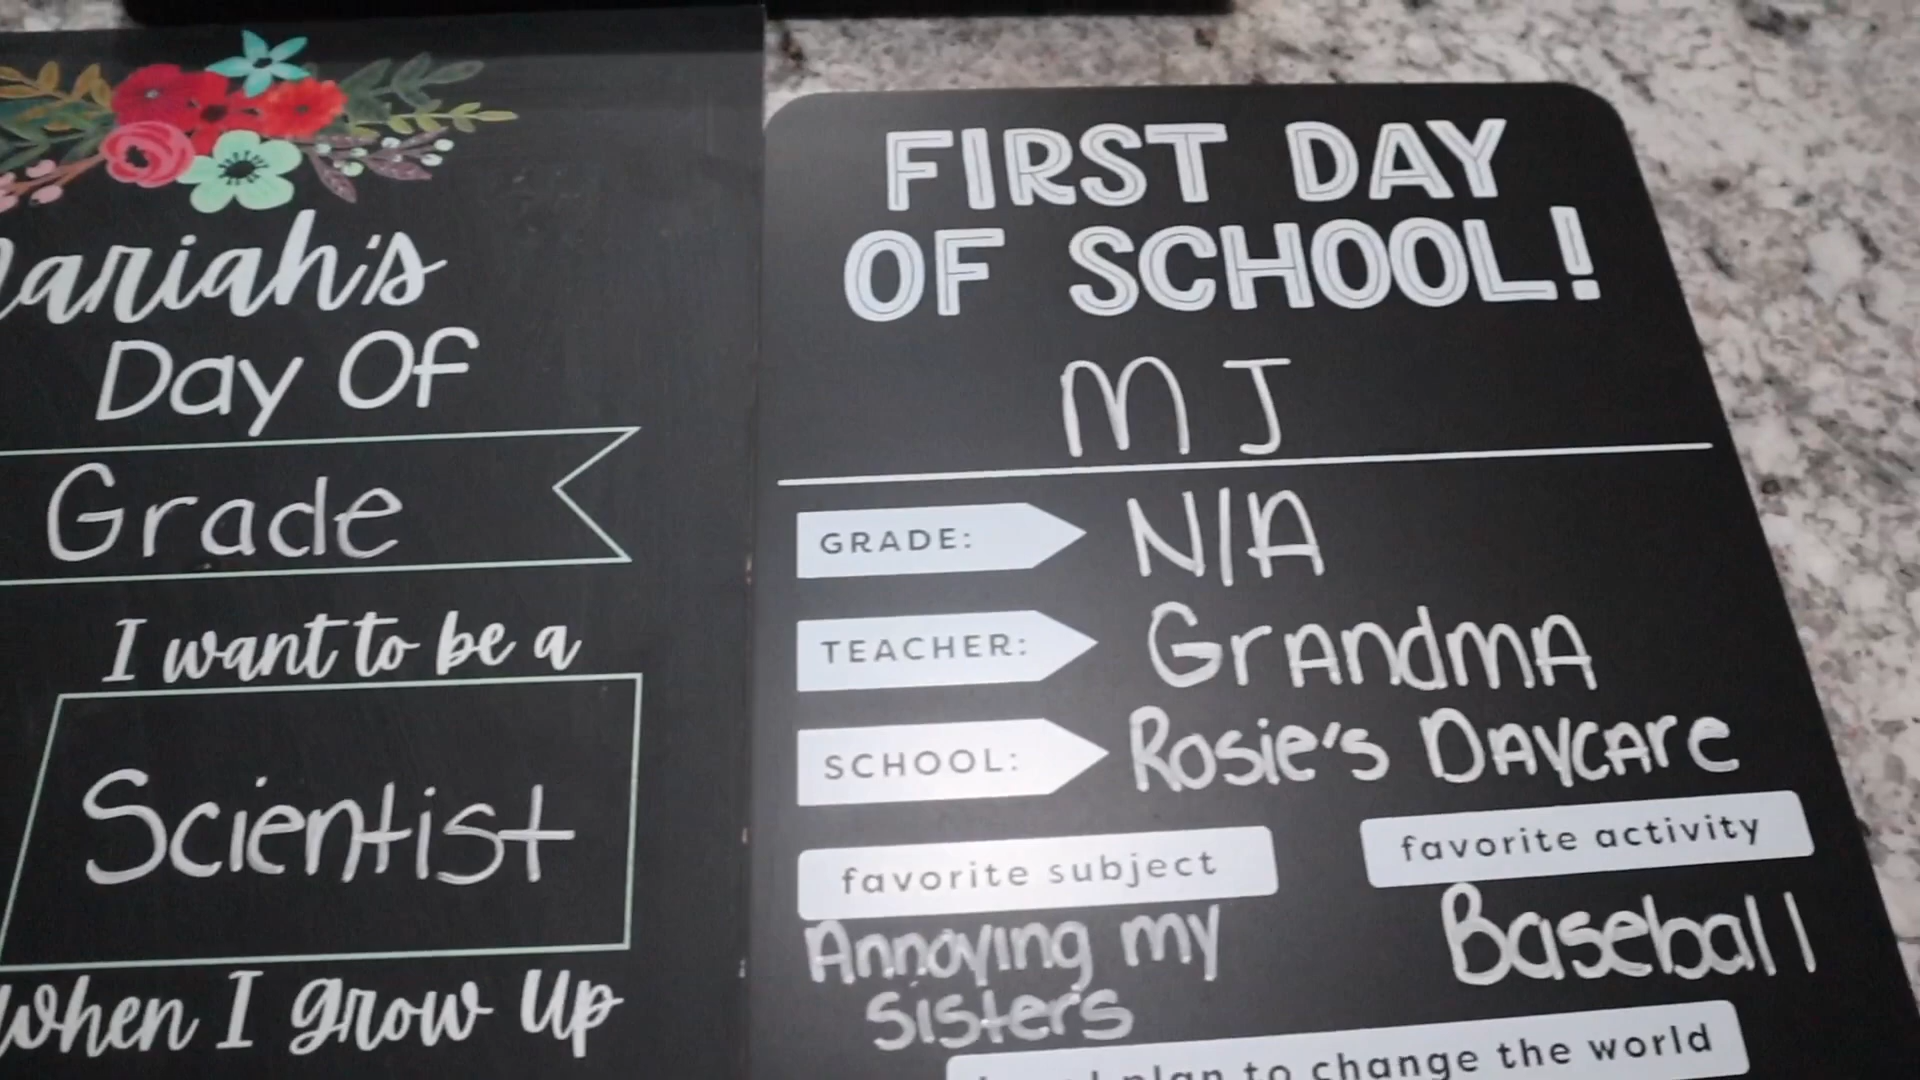 Day Of
Grade
I want to be a
Scientist
When I grow Up
FIRST DAY
OF SCHOOL!
MJ
GRADE: N/A
TEACHER: GrAndmA
SCHOOL: Rosie's DAYCAre
favorite subject
Annoying my
Sisters
favorite activity
Baseball
plan to change the world